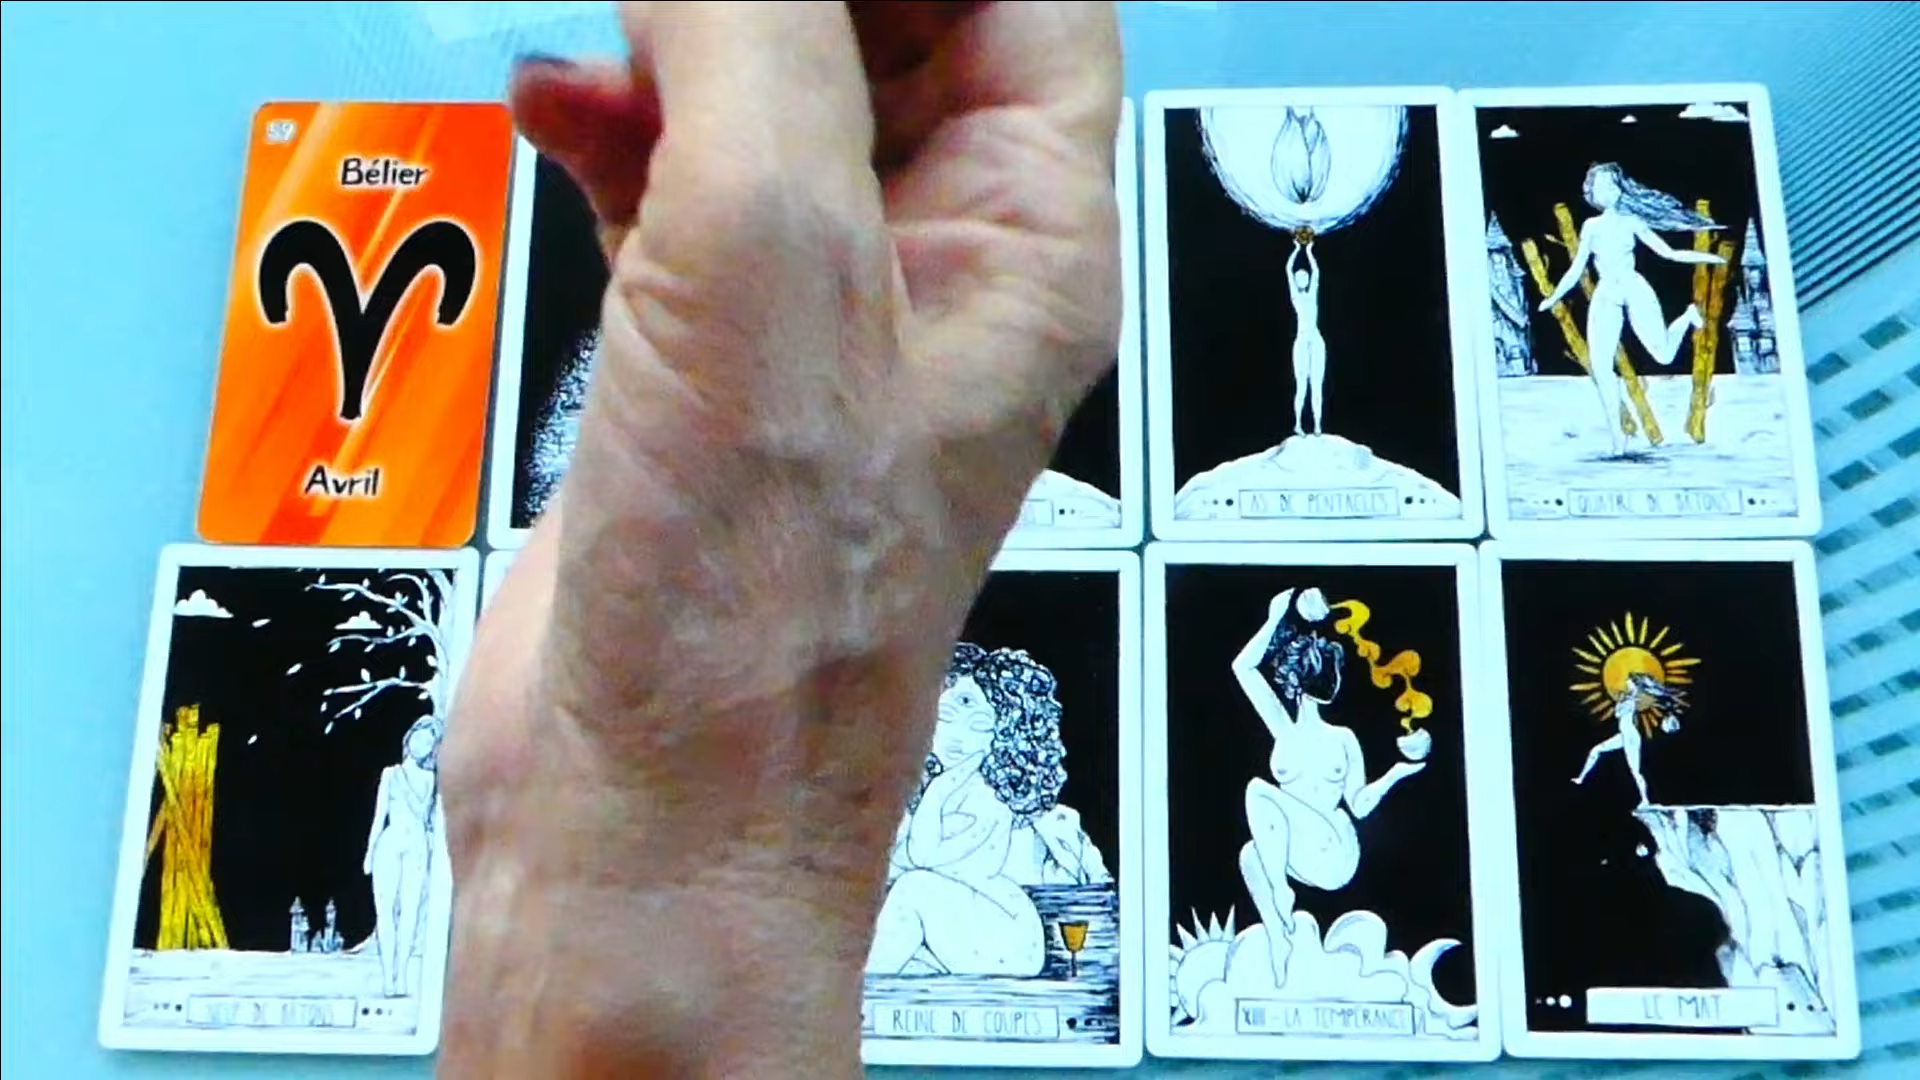 59
Bélier
Avril
AS DE PENTACLES
QUATRE DE BÂTONS
NEUF DE BÂTONS
REINE DE COUPES
XIIII - LA TEMPÉRANCE
LE MAT